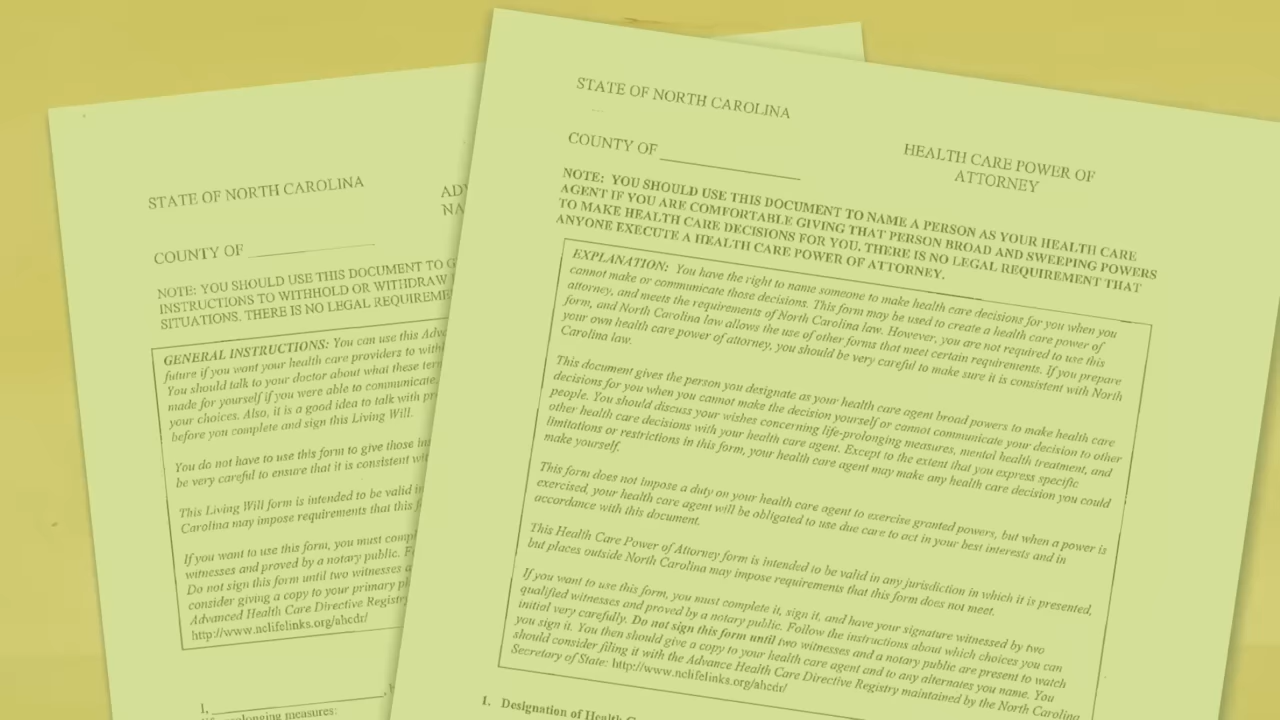 STATE OF NORTH CAROLINA
COUNTY OF
NOTE: YOU SHOULD USE THIS DOCUMENT TO G
INSTRUCTIONS TO WITHHOLD OR WITHDRAW
SITUATIONS. THERE IS NO LEGAL REQUIREME
GENERAL INSTRUCTIONS: You can use this Adv
future if you want your health care providers to with
You should talk to your doctor about what these ter
made for yourself if you were able to communicate.
your choices. Also, it is a good idea to talk with pr
before you complete and sign this Living Will.
You do not have to use this form to give those ins
be very careful to ensure that it is consistent wit
This Living Will form is intended to be valid in
Carolina may impose requirements that this f
If you want to use this form, you must comp
witnesses and proved by a notary public. F
Do not sign this form until two witnesses a
consider giving a copy to your primary ph
Advanced Health Care Directive Registry
http://www.nclifelinks.org/ahcdr/
I,
prolonging measures:
AD
NA
STATE OF NORTH CAROLINA
COUNTY OF
HEALTH CARE POWER OF
ATTORNEY
NOTE: YOU SHOULD USE THIS DOCUMENT TO NAME A PERSON AS YOUR HEALTH CARE
AGENT IF YOU ARE COMFORTABLE GIVING THAT PERSON BROAD AND SWEEPING POWERS
TO MAKE HEALTH CARE DECISIONS FOR YOU. THERE IS NO LEGAL REQUIREMENT THAT
ANYONE EXECUTE A HEALTH CARE POWER OF ATTORNEY.
EXPLANATION: You have the right to name someone to make health care decisions for you when you
cannot make or communicate those decisions. This form may be used to create a health care power of
attorney, and meets the requirements of North Carolina law. However, you are not required to use this
form, and North Carolina law allows the use of other forms that meet certain requirements. If you prepare
your own health care power of attorney, you should be very careful to make sure it is consistent with North
Carolina law.
This document gives the person you designate as your health care agent broad powers to make health care
decisions for you when you cannot make the decision yourself or cannot communicate your decision to other
people. You should discuss your wishes concerning life-prolonging measures, mental health treatment, and
other health care decisions with your health care agent. Except to the extent that you express specific
limitations or restrictions in this form, your health care agent may make any health care decision you could
make yourself.
This form does not impose a duty on your health care agent to exercise granted powers, but when a power is
exercised, your health care agent will be obligated to use due care to act in your best interests and in
accordance with this document.
This Health Care Power of Attorney form is intended to be valid in any jurisdiction in which it is presented,
but places outside North Carolina may impose requirements that this form does not meet.
If you want to use this form, you must complete it, sign it, and have your signature witnessed by two
qualified witnesses and proved by a notary public. Follow the instructions about which choices you can
initial very carefully. Do not sign this form until two witnesses and a notary public are present to watch
you sign it. You then should give a copy to your health care agent and to any alternates you name. You
should consider filing it with the Advance Health Care Directive Registry maintained by the North Carolina
Secretary of State: http://www.nclifelinks.org/ahcdr/
1. Designation of Health C